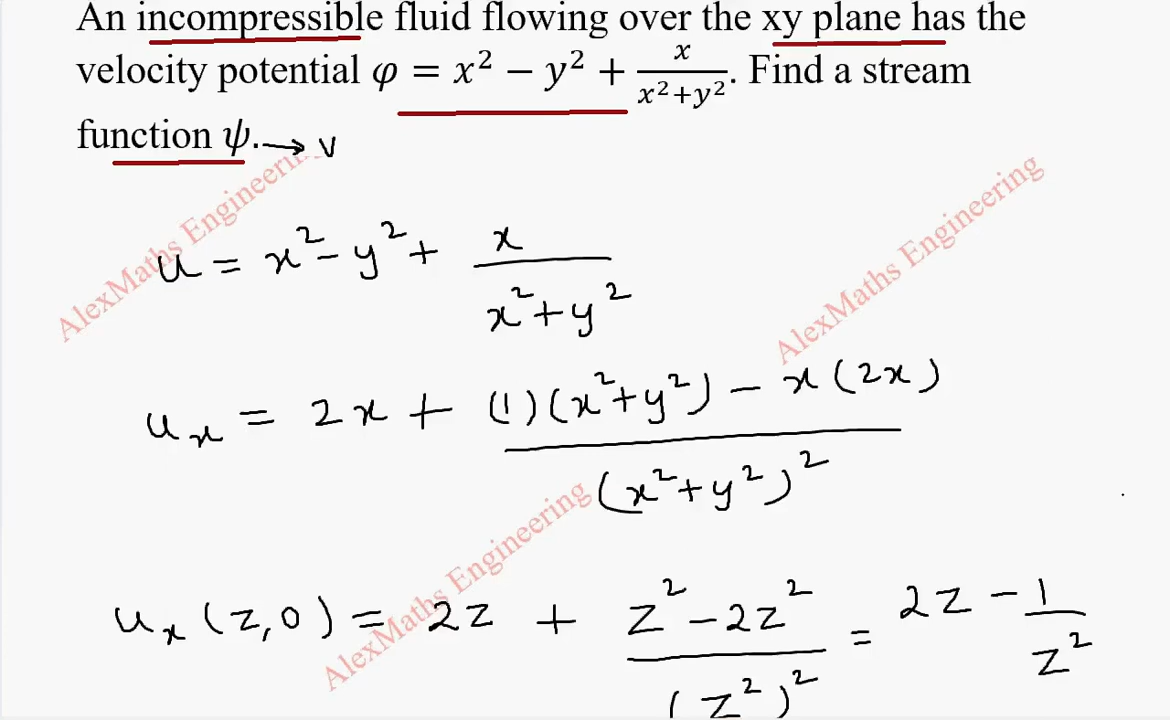 An incompressible fluid flowing over the xy plane has the
velocity potential φ = x² − y² + x/(x²+y²). Find a stream
function ψ. → v
AlexMaths Engineering
AlexMaths Engineering
u = x² − y² + x/(x² + y²)
u_x = 2x + ((1)(x²+y²) − x(2x))/(x²+y²)²
AlexMaths Engineering
u_x (z,0) = 2z + (z² − 2z²)/(z²)² = 2z − 1/z²